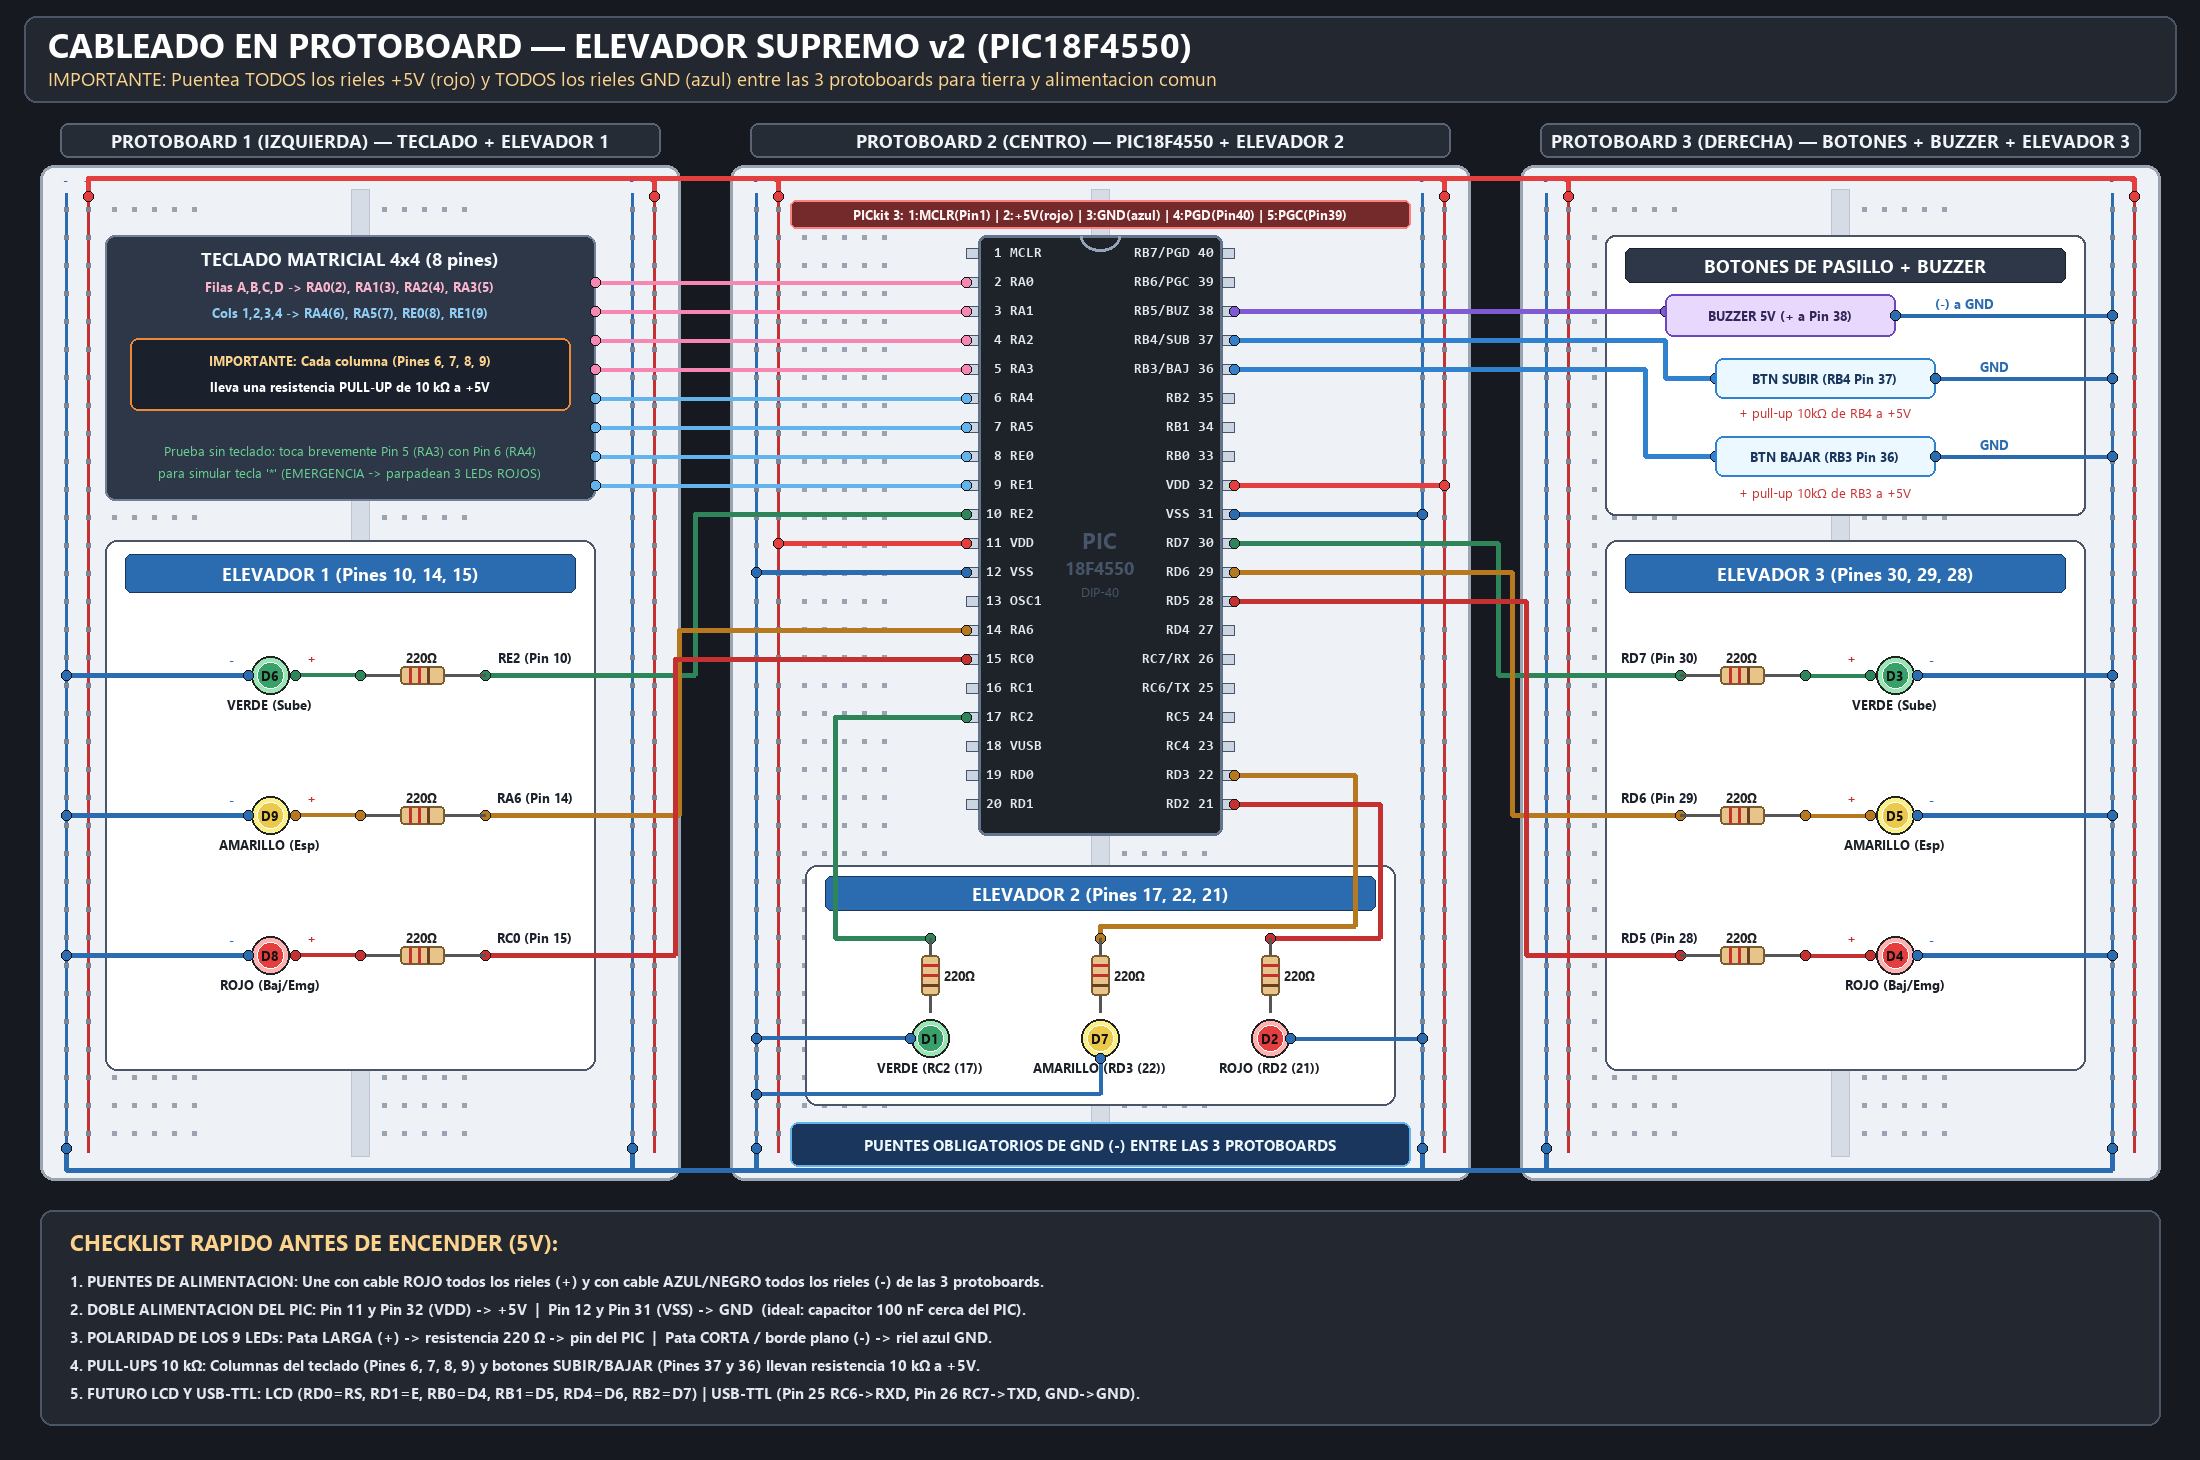 CABLEADO EN PROTOBOARD — ELEVADOR SUPREMO v2 (PIC18F4550)
IMPORTANTE: Puentea TODOS los rieles +5V (rojo) y TODOS los rieles GND (azul) entre las 3 protoboards para tierra y alimentacion comun
PROTOBOARD 1 (IZQUIERDA) — TECLADO + ELEVADOR 1
TECLADO MATRICIAL 4x4 (8 pines)
Filas A,B,C,D -> RA0(2), RA1(3), RA2(4), RA3(5)
Cols 1,2,3,4 -> RA4(6), RA5(7), RE0(8), RE1(9)
IMPORTANTE: Cada columna (Pines 6, 7, 8, 9)
lleva una resistencia PULL-UP de 10 kΩ a +5V
Prueba sin teclado: toca brevemente Pin 5 (RA3) con Pin 6 (RA4)
para simular tecla '*' (EMERGENCIA -> parpadean 3 LEDs ROJOS)
ELEVADOR 1 (Pines 10, 14, 15)
- + 220Ω RE2 (Pin 10)
D6
VERDE (Sube)
- + 220Ω RA6 (Pin 14)
D9
AMARILLO (Esp)
- + 220Ω RC0 (Pin 15)
D8
ROJO (Baj/Emg)
PROTOBOARD 2 (CENTRO) — PIC18F4550 + ELEVADOR 2
PICkit 3: 1:MCLR(Pin1) | 2:+5V(rojo) | 3:GND(azul) | 4:PGD(Pin40) | 5:PGC(Pin39)
1 MCLR RB7/PGD 40
2 RA0 RB6/PGC 39
3 RA1 RB5/BUZ 38
4 RA2 RB4/SUB 37
5 RA3 RB3/BAJ 36
6 RA4 RB2 35
7 RA5 RB1 34
8 RE0 RB0 33
9 RE1 VDD 32
10 RE2 VSS 31
11 VDD PIC RD7 30
12 VSS 18F4550 RD6 29
DIP-40
13 OSC1 RD5 28
14 RA6 RD4 27
15 RC0 RC7/RX 26
16 RC1 RC6/TX 25
17 RC2 RC5 24
18 VUSB RC4 23
19 RD0 RD3 22
20 RD1 RD2 21
ELEVADOR 2 (Pines 17, 22, 21)
220Ω 220Ω 220Ω
D1 D7 D2
VERDE (RC2 (17)) AMARILLO (RD3 (22)) ROJO (RD2 (21))
PUENTES OBLIGATORIOS DE GND (-) ENTRE LAS 3 PROTOBOARDS
PROTOBOARD 3 (DERECHA) — BOTONES + BUZZER + ELEVADOR 3
BOTONES DE PASILLO + BUZZER
BUZZER 5V (+ a Pin 38) (-) a GND
BTN SUBIR (RB4 Pin 37) GND
+ pull-up 10kΩ de RB4 a +5V
BTN BAJAR (RB3 Pin 36) GND
+ pull-up 10kΩ de RB3 a +5V
ELEVADOR 3 (Pines 30, 29, 28)
RD7 (Pin 30) 220Ω + -
D3
VERDE (Sube)
RD6 (Pin 29) 220Ω + -
D5
AMARILLO (Esp)
RD5 (Pin 28) 220Ω + -
D4
ROJO (Baj/Emg)
CHECKLIST RAPIDO ANTES DE ENCENDER (5V):
1. PUENTES DE ALIMENTACION: Une con cable ROJO todos los rieles (+) y con cable AZUL/NEGRO todos los rieles (-) de las 3 protoboards.
2. DOBLE ALIMENTACION DEL PIC: Pin 11 y Pin 32 (VDD) -> +5V | Pin 12 y Pin 31 (VSS) -> GND (ideal: capacitor 100 nF cerca del PIC).
3. POLARIDAD DE LOS 9 LEDs: Pata LARGA (+) -> resistencia 220 Ω -> pin del PIC | Pata CORTA / borde plano (-) -> riel azul GND.
4. PULL-UPS 10 kΩ: Columnas del teclado (Pines 6, 7, 8, 9) y botones SUBIR/BAJAR (Pines 37 y 36) llevan resistencia 10 kΩ a +5V.
5. FUTURO LCD Y USB-TTL: LCD (RD0=RS, RD1=E, RB0=D4, RB1=D5, RD4=D6, RB2=D7) | USB-TTL (Pin 25 RC6->RXD, Pin 26 RC7->TXD, GND->GND).